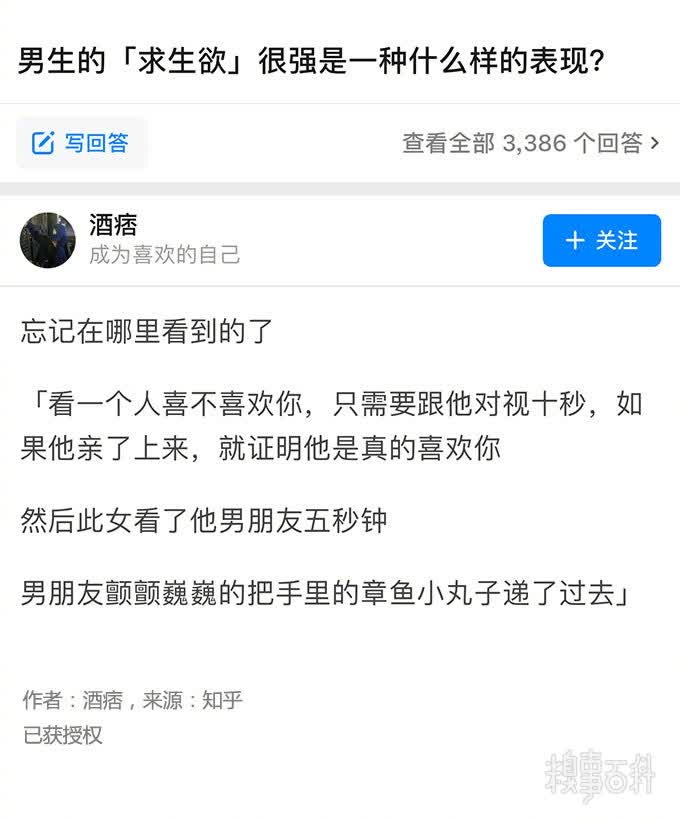 男生的「求生欲」很强是一种什么样的表现?
写回答
查看全部 3,386 个回答
酒痞
成为喜欢的自己
关注
忘记在哪里看到的了
「看一个人喜不喜欢你，只需要跟他对视十秒，如
果他亲了上来，就证明他是真的喜欢你
然后此女看了他男朋友五秒钟
男朋友颤颤巍巍的把手里的章鱼小丸子递了过去」
作者：酒痞，来源：知乎
已获授权
糗事百科